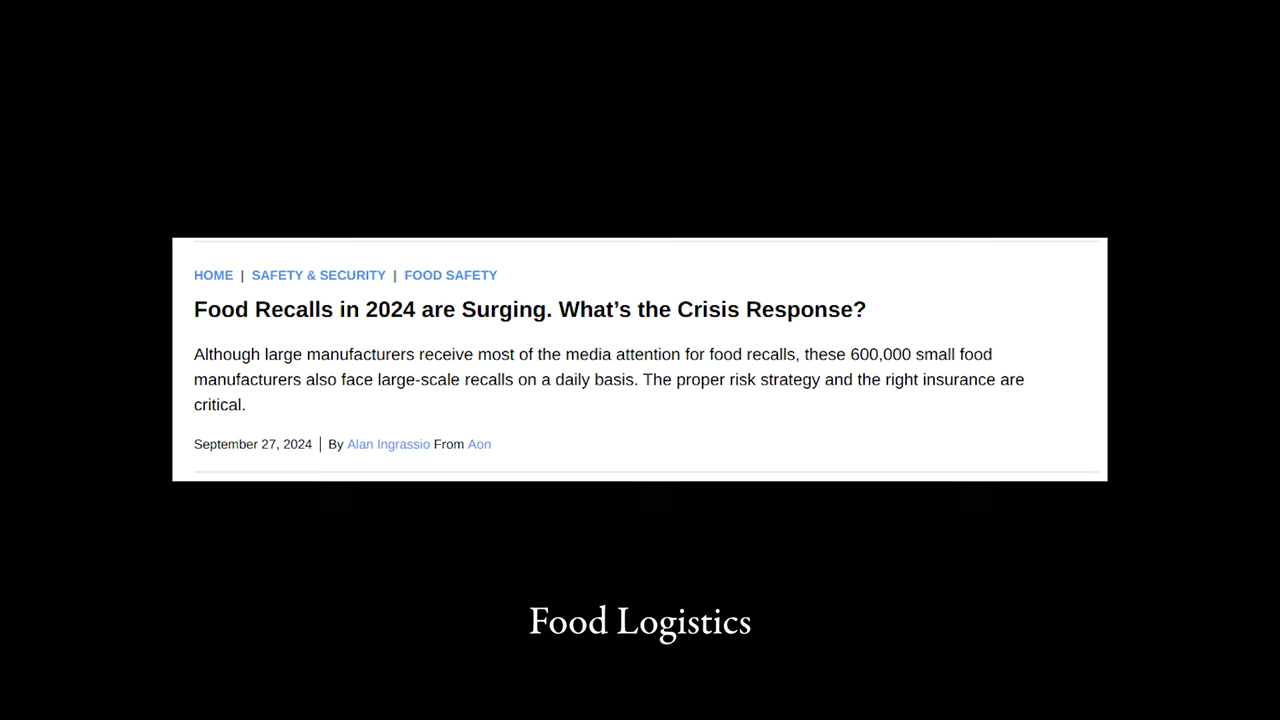 HOME | SAFETY & SECURITY | FOOD SAFETY
Food Recalls in 2024 are Surging. What’s the Crisis Response?
Although large manufacturers receive most of the media attention for food recalls, these 600,000 small food
manufacturers also face large-scale recalls on a daily basis. The proper risk strategy and the right insurance are
critical.
September 27, 2024 | By Alan Ingrassio From Aon
Food Logistics